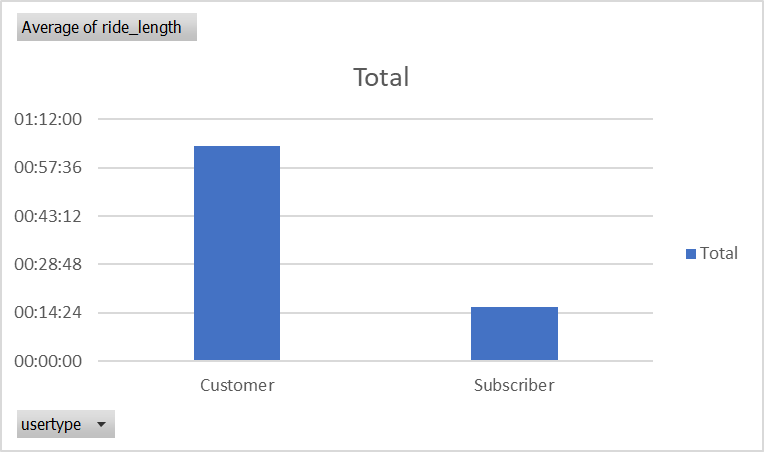 Average of ride_length
Total
01:12:00
00:57:36
00:43:12
00:28:48
00:14:24
00:00:00
Customer
Subscriber
Total
usertype